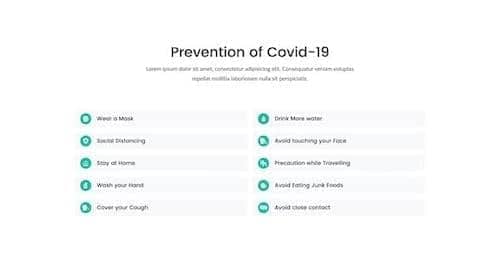 Prevention of Covid-19
Lorem ipsum dolor sit amet, consectetur adipiscing elit. Consequatur veniam voluptas
repellat mollitia laboriosam nulla sit perspiciatis.
Wear a Mask
Social Distancing
Stay at Home
Wash your Hand
Cover your Cough
Drink More water
Avoid touching your Face
Precaution while Travelling
Avoid Eating Junk Foods
Avoid close contact